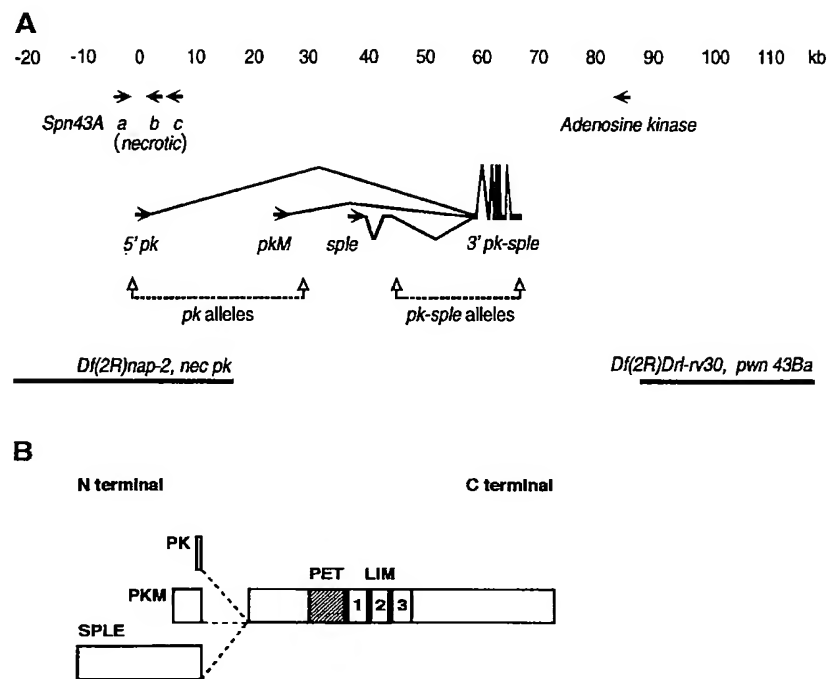 A
-20 -10 0 10 20 30 40 50 60 70 80 90 100 110 kb
Spn43A a b c
(necrotic)
Adenosine kinase
5' pk pkM sple 3' pk-sple
pk alleles pk-sple alleles
Df(2R)nap-2, nec pk Df(2R)Drl-rv30, pwn 43Ba
B
N terminal C terminal
PK
PET LIM
PKM 1 2 3
SPLE